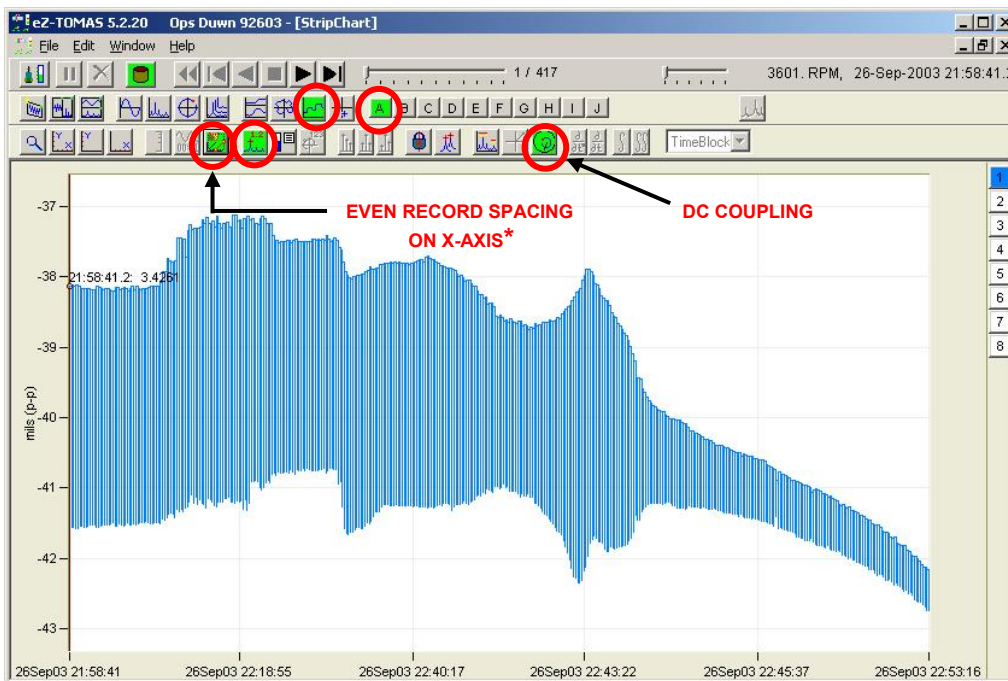 eZ-TOMAS 5.2.20 Ops Duwn 92603 - [StripChart]
File Edit Window Help
1 / 417
3601. RPM, 26-Sep-2003 21:58:41.
A B C D E F G H I J
TimeBlock
EVEN RECORD SPACING
ON X-AXIS*
DC COUPLING
21:58:41.2: 3.4261
mils (p-p)
-37
-38
-39
-40
-41
-42
-43
26Sep03 21:58:41
26Sep03 22:18:55
26Sep03 22:40:17
26Sep03 22:43:22
26Sep03 22:45:37
26Sep03 22:53:16
1
2
3
4
5
6
7
8